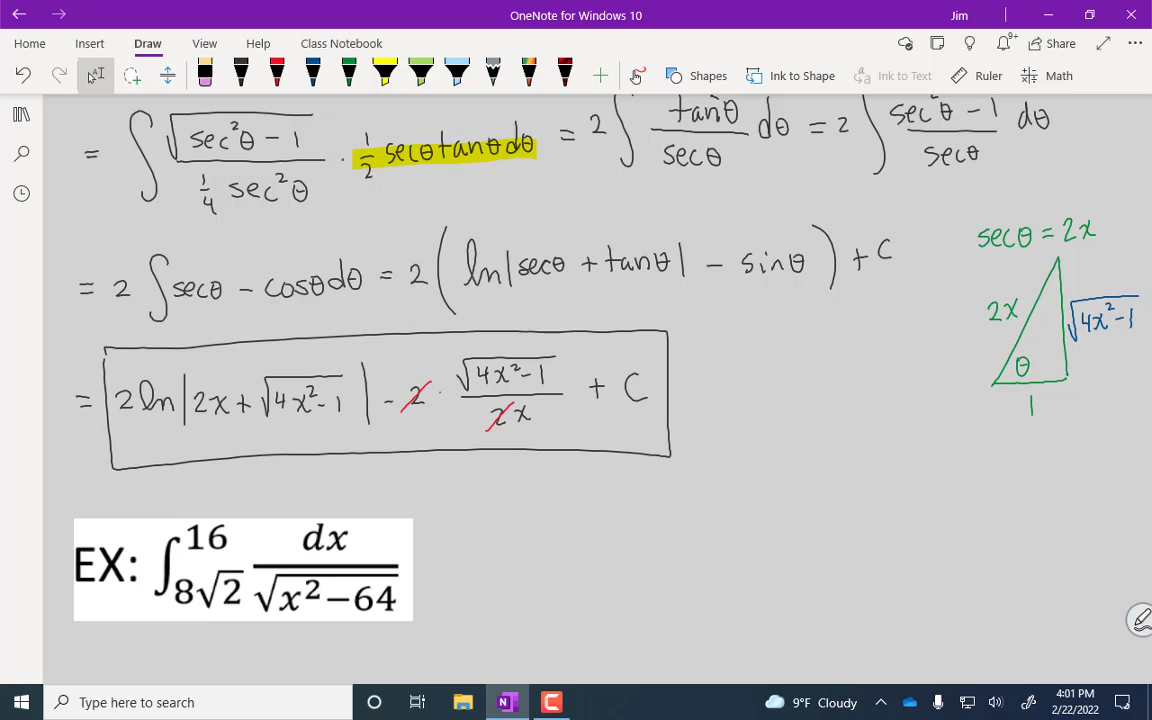 OneNote for Windows 10
Jim
Home Insert Draw View Help Class Notebook
9+ Share
Shapes Ink to Shape Ink to Text Ruler Math
= ∫ √(sec²θ − 1) / (1/4 sec²θ) · 1/2 secθtanθdθ = 2 ∫ tan²θ / secθ dθ = 2 ∫ (sec²θ − 1) / secθ dθ
= 2 ∫ secθ − cosθdθ = 2 ( ln|secθ + tanθ| − sinθ ) + C
secθ = 2x
2x
√(4x²−1)
θ
1
= 2ln|2x + √(4x²−1)| − 2 · √(4x²−1) / 2x + C
EX: ∫_{8√2}^{16} dx / √(x² − 64)
Type here to search
9°F Cloudy
4:01 PM
2/22/2022